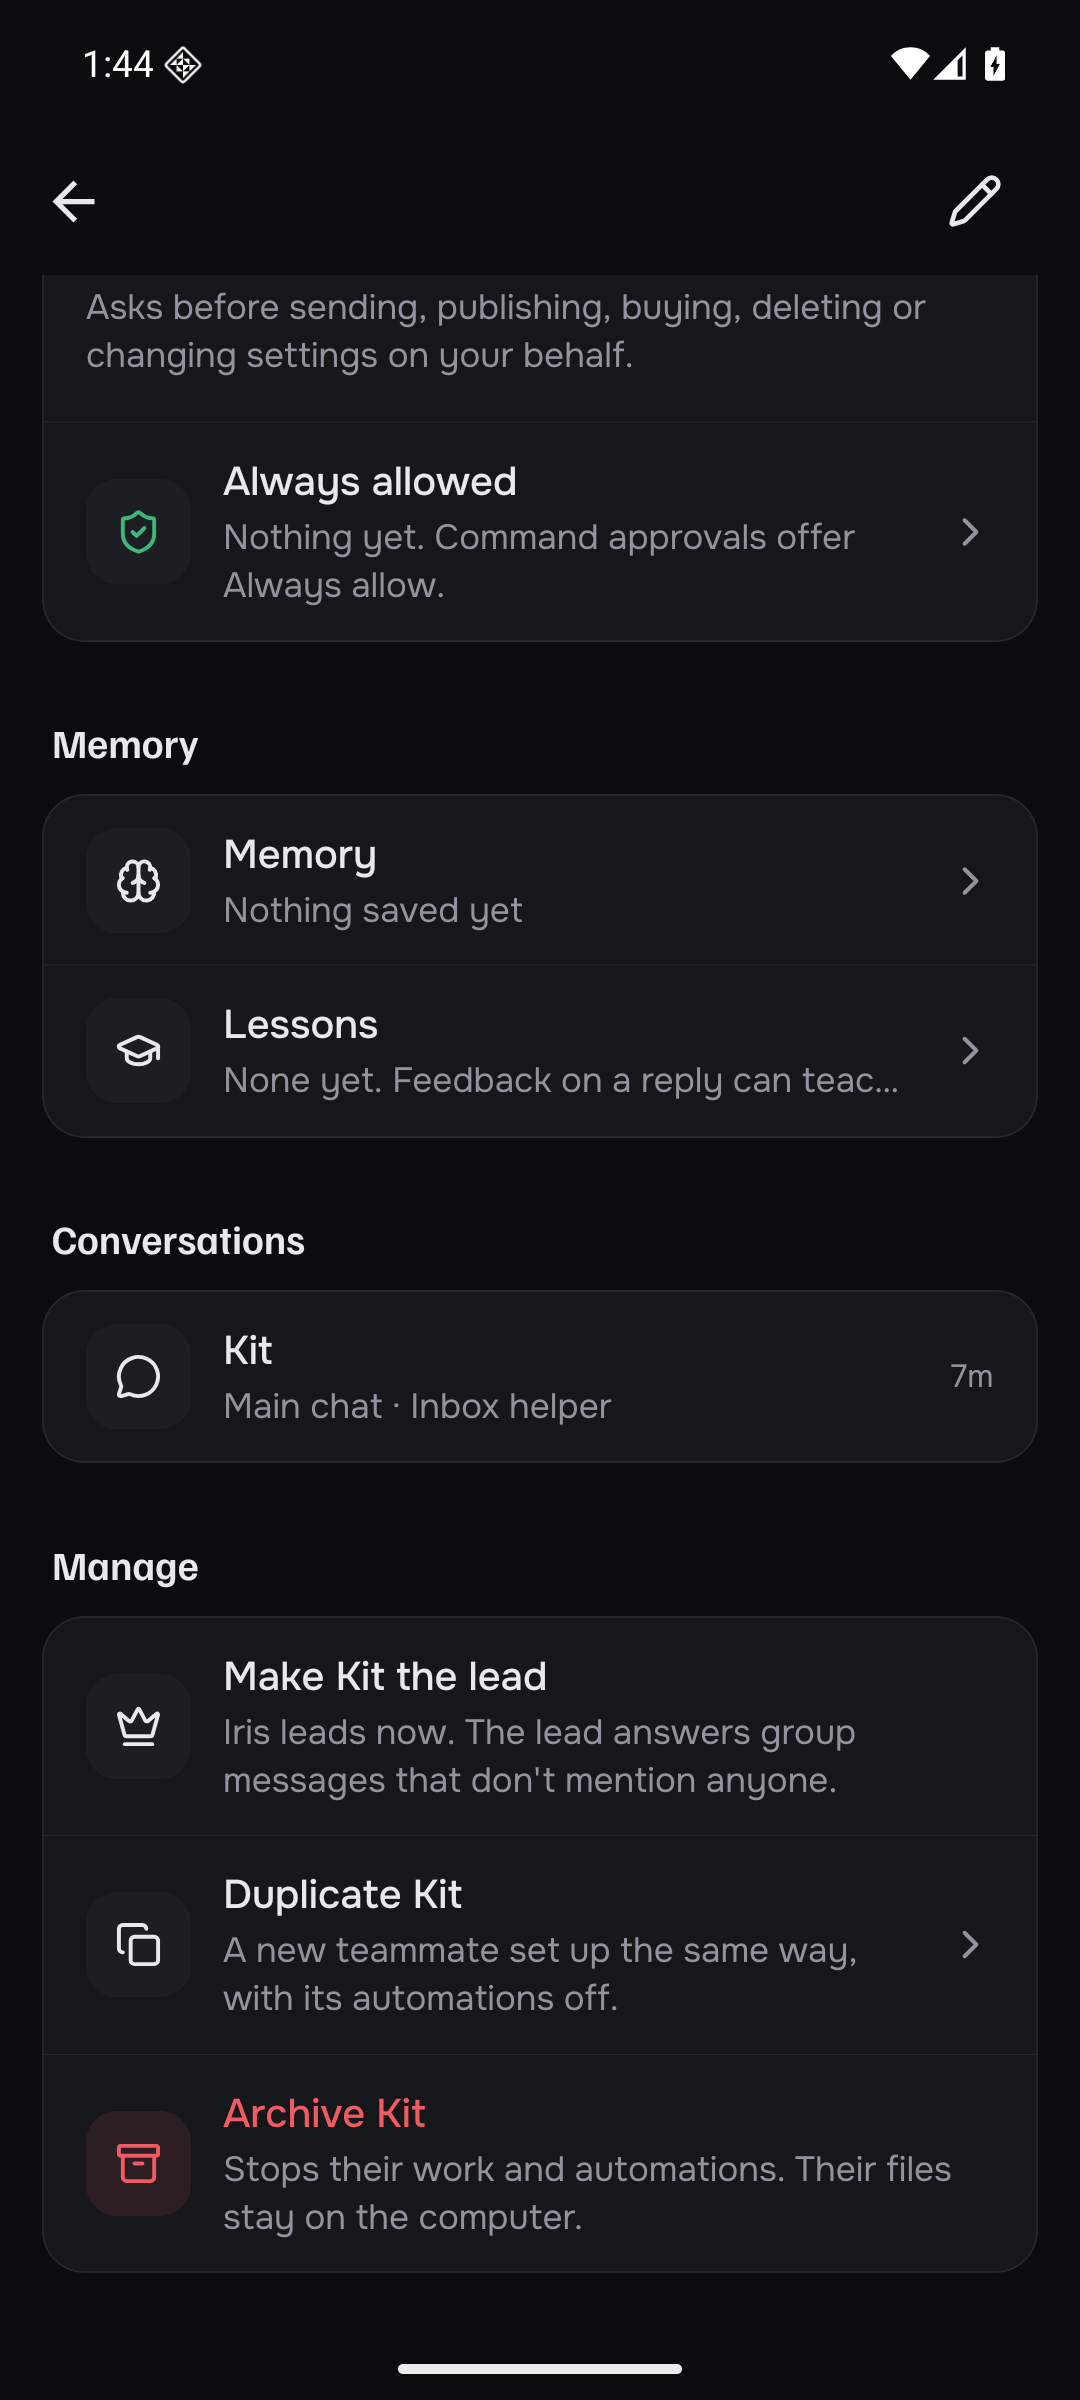 1:44
Asks before sending, publishing, buying, deleting or
changing settings on your behalf.
Always allowed
Nothing yet. Command approvals offer
Always allow.
Memory
Memory
Nothing saved yet
Lessons
None yet. Feedback on a reply can teac...
Conversations
Kit
Main chat · Inbox helper
7m
Manage
Make Kit the lead
Iris leads now. The lead answers group
messages that don't mention anyone.
Duplicate Kit
A new teammate set up the same way,
with its automations off.
Archive Kit
Stops their work and automations. Their files
stay on the computer.